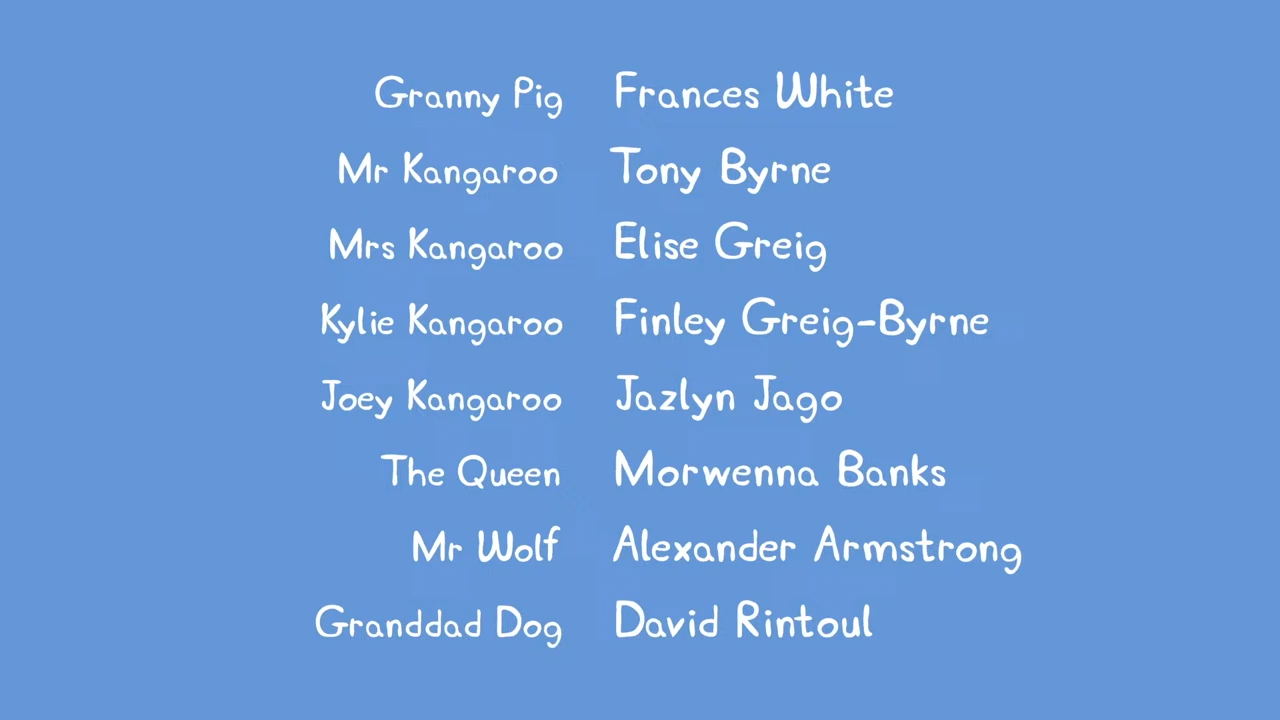 Granny Pig Frances White
Mr Kangaroo Tony Byrne
Mrs Kangaroo Elise Greig
Kylie Kangaroo Finley Greig-Byrne
Joey Kangaroo Jazlyn Jago
The Queen Morwenna Banks
Mr Wolf Alexander Armstrong
Granddad Dog David Rintoul